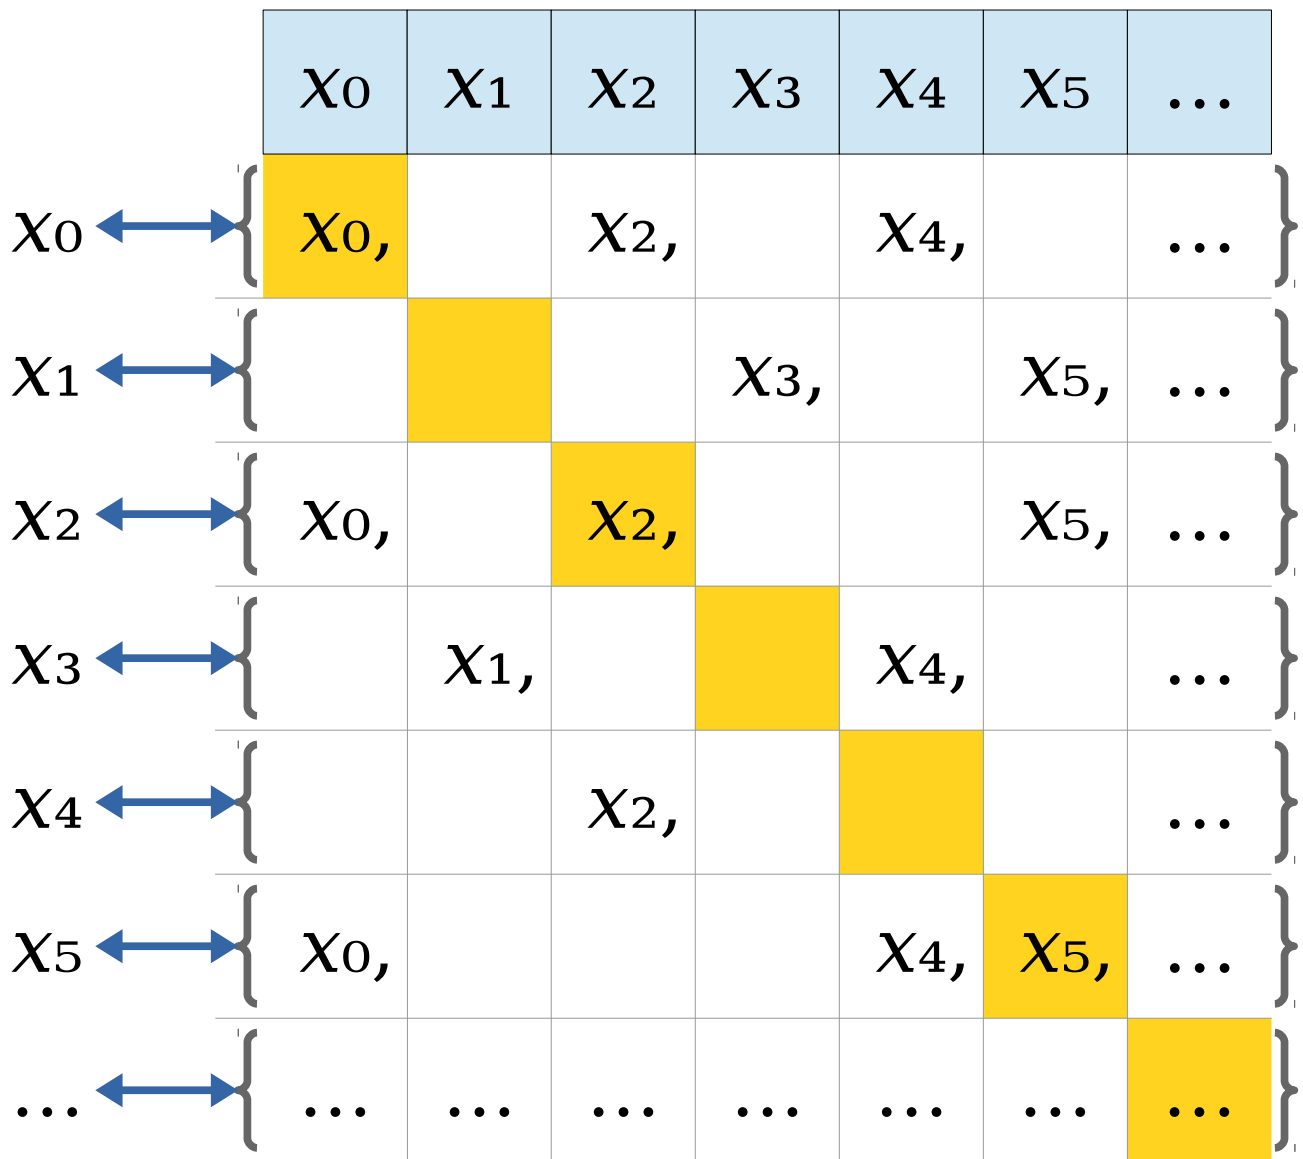 x₀ x₁ x₂ x₃ x₄ x₅ ...
x₀ { x₀, x₂, x₄, ... }
x₁ { x₃, x₅, ... }
x₂ { x₀, x₂, x₅, ... }
x₃ { x₁, x₄, ... }
x₄ { x₂, ... }
x₅ { x₀, x₄, x₅, ... }
... { ... ... ... ... ... ... ... }